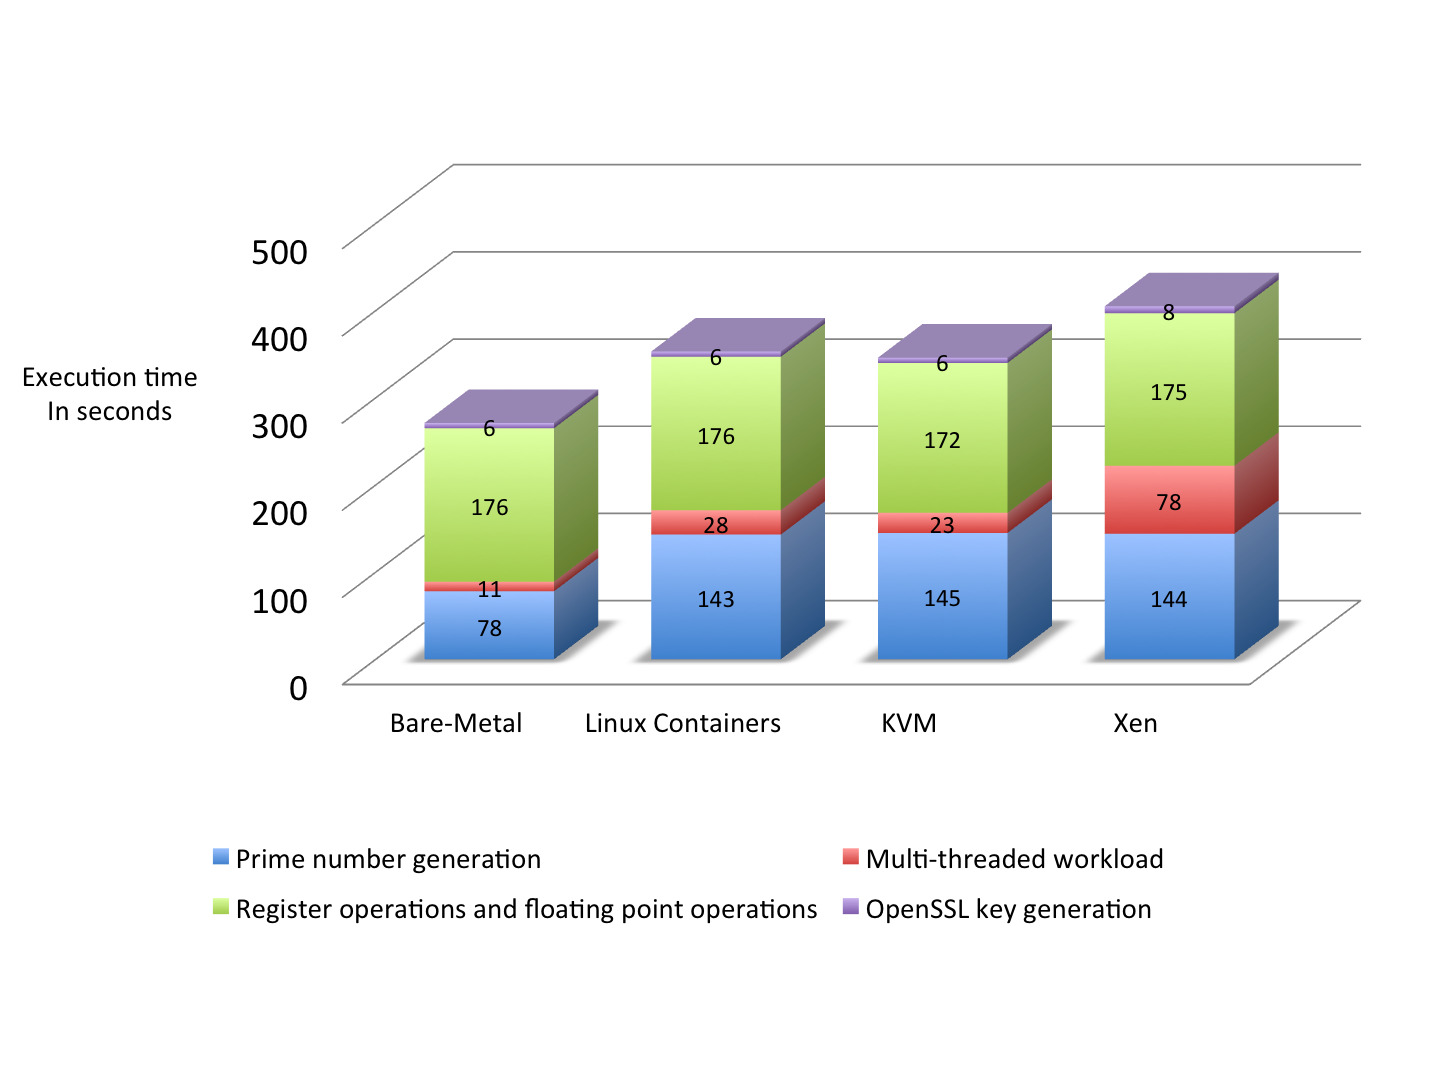 500
400
300
200
100
0
Execution time
In seconds
6
176
11
78
6
176
28
143
6
172
23
145
8
175
78
144
Bare-Metal
Linux Containers
KVM
Xen
Prime number generation
Multi-threaded workload
Register operations and floating point operations
OpenSSL key generation